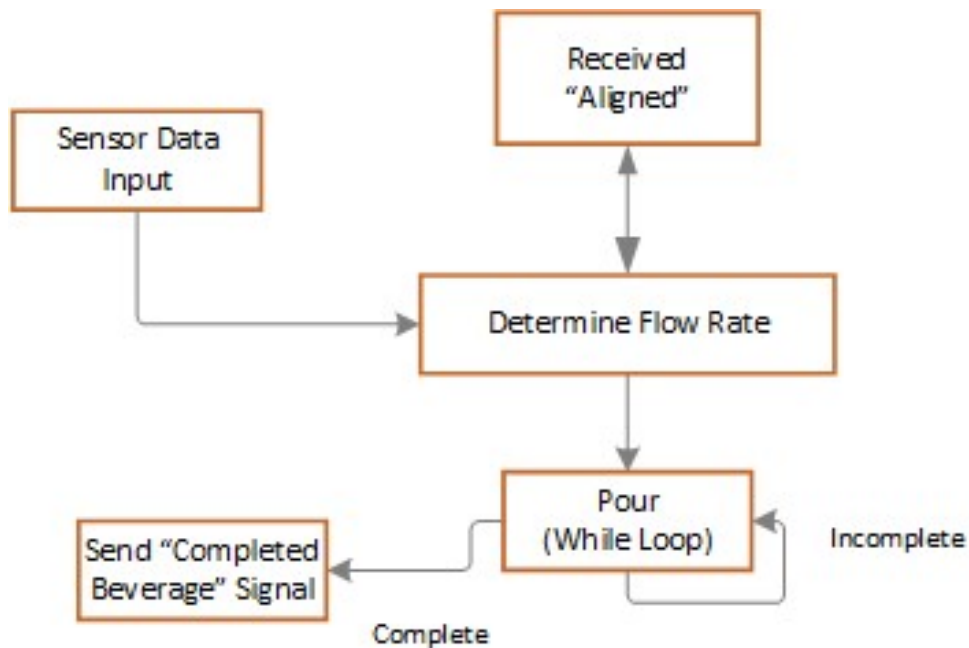 Received
“Aligned”
Sensor Data
Input
Determine Flow Rate
Pour
(While Loop)
Incomplete
Send “Completed
Beverage” Signal
Complete